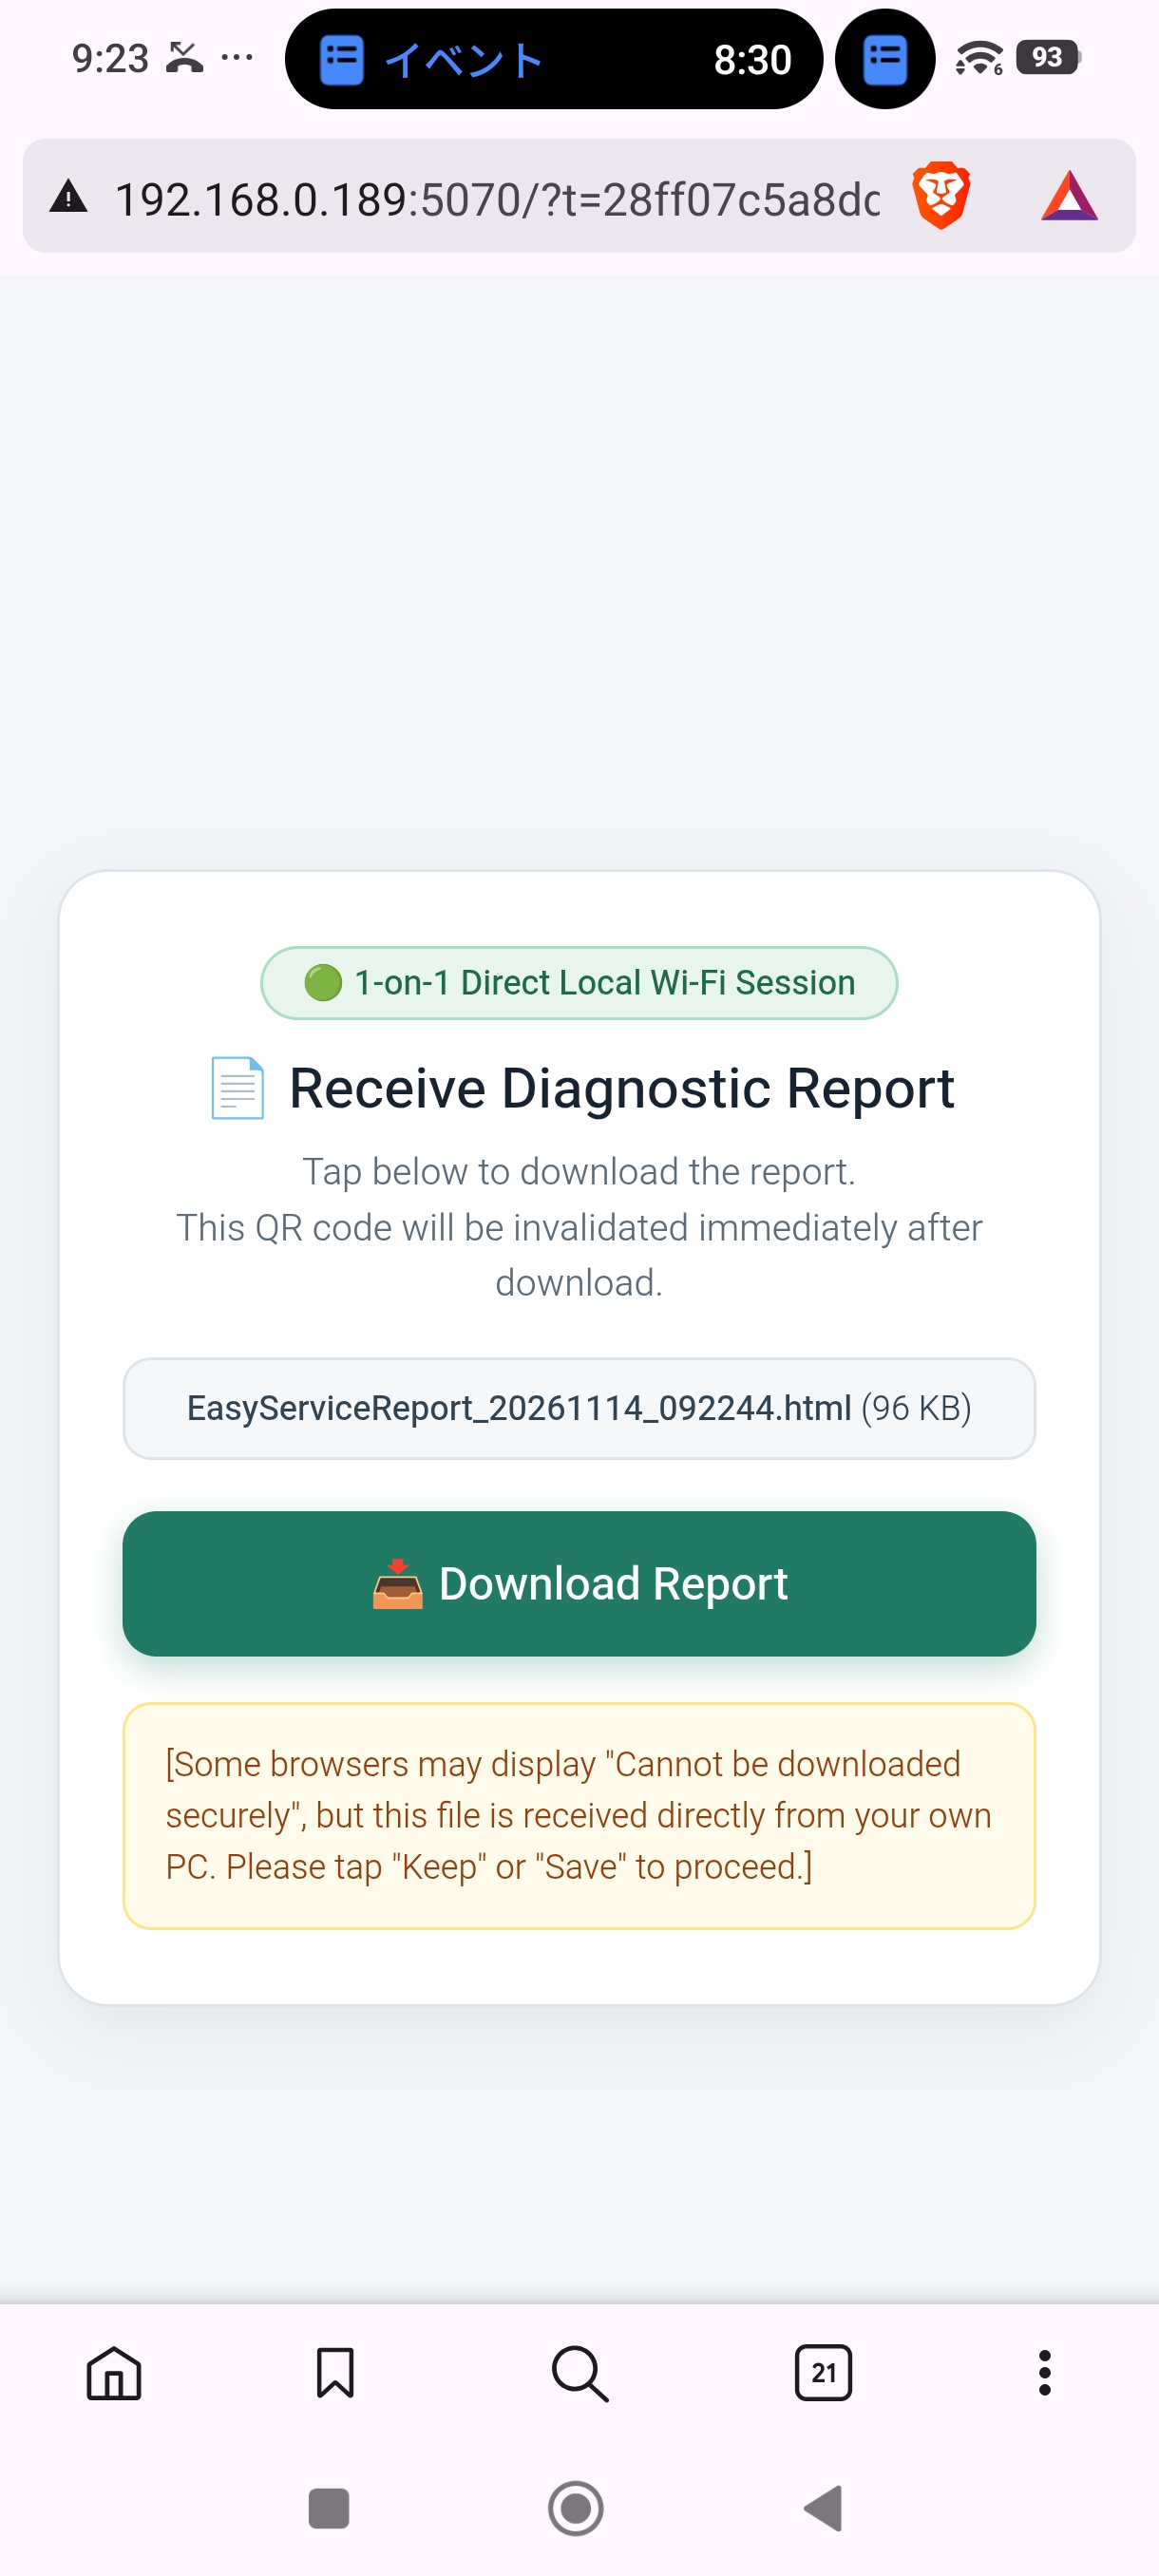 9:23
イベント 8:30
93
192.168.0.189:5070/?t=28ff07c5a8dc
1-on-1 Direct Local Wi-Fi Session
Receive Diagnostic Report
Tap below to download the report.
This QR code will be invalidated immediately after
download.
EasyServiceReport_20261114_092244.html (96 KB)
Download Report
[Some browsers may display "Cannot be downloaded
securely", but this file is received directly from your own
PC. Please tap "Keep" or "Save" to proceed.]
21